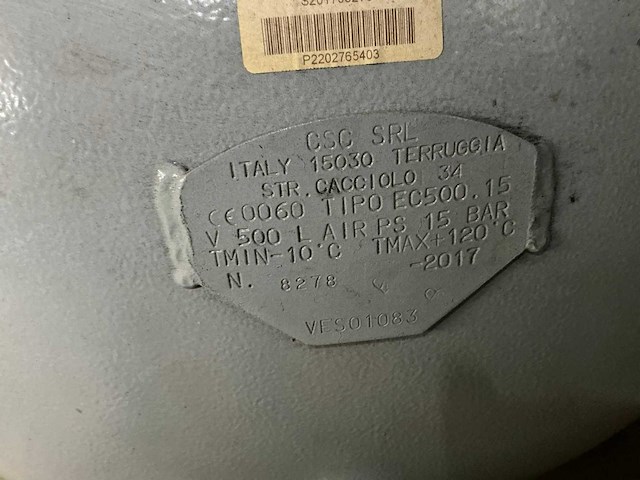 P2202765403
CSC SRL
ITALY 15030 TERRUGGIA
STR.CACCIOLO 34
CE0060 TIPO EC500.15
V 500 L AIR PS 15 BAR
TMIN-10°C TMAX+120°C
N. 8278 -2017
VES01083